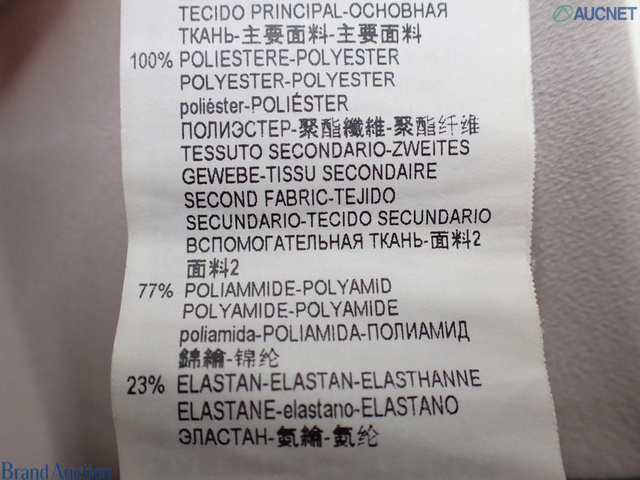 AUCNET
TECIDO PRINCIPAL-ОСНОВНАЯ
ТКАНЬ-主要面料-主要面料
100% POLIESTERE-POLYESTER
POLYESTER-POLYESTER
poliéster-POLIÉSTER
ПОЛИЭСТЕР-聚酯纖維-聚酯纤维
TESSUTO SECONDARIO-ZWEITES
GEWEBE-TISSU SECONDAIRE
SECOND FABRIC-TEJIDO
SECUNDARIO-TECIDO SECUNDARIO
ВСПОМОГАТЕЛЬНАЯ ТКАНЬ-面料2
面料2
77% POLIAMMIDE-POLYAMID
POLYAMIDE-POLYAMIDE
poliamida-POLIAMIDA-ПОЛИАМИД
錦綸-锦纶
23% ELASTAN-ELASTAN-ELASTHANNE
ELASTANE-elastano-ELASTANO
ЭЛАСТАН-氨綸-氨纶
Brand Auction